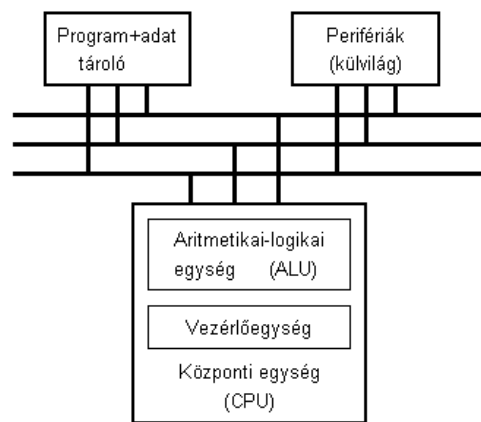 Program+adat
tároló
Perifériák
(külvilág)
Aritmetikai-logikai
egység (ALU)
Vezérlőegység
Központi egység
(CPU)